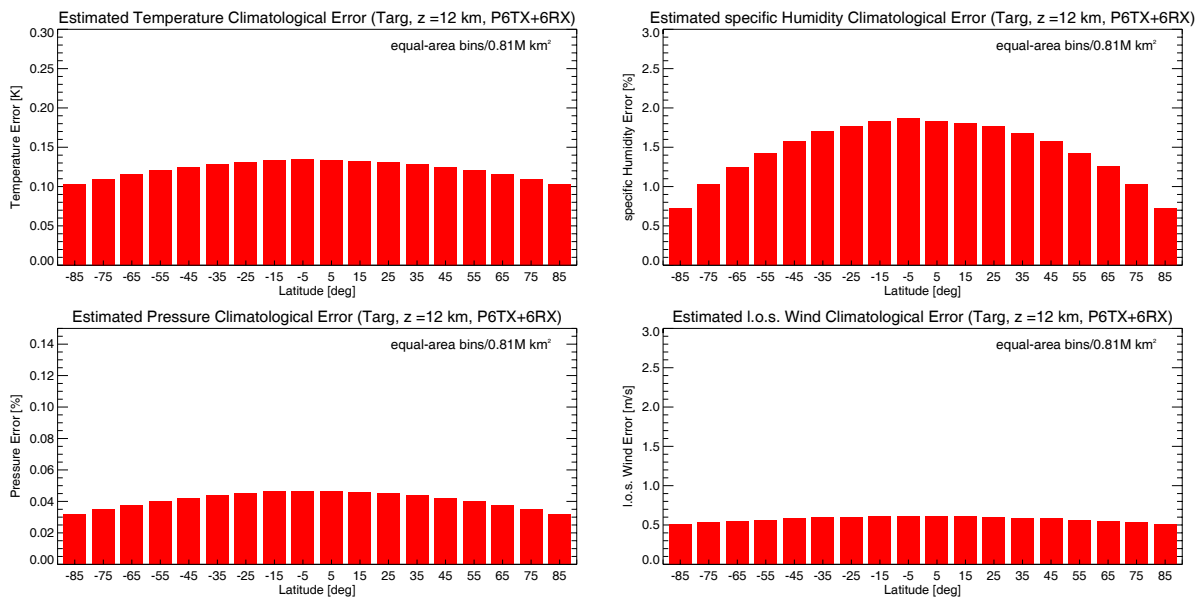 Estimated Temperature Climatological Error (Targ, z =12 km, P6TX+6RX)
equal-area bins/0.81M km²
Temperature Error [K]
0.30
0.25
0.20
0.15
0.10
0.05
0.00
-85 -75 -65 -55 -45 -35 -25 -15 -5 5 15 25 35 45 55 65 75 85
Latitude [deg]
Estimated specific Humidity Climatological Error (Targ, z =12 km, P6TX+6RX)
equal-area bins/0.81M km²
specific Humidity Error [%]
3.0
2.5
2.0
1.5
1.0
0.5
0.0
-85 -75 -65 -55 -45 -35 -25 -15 -5 5 15 25 35 45 55 65 75 85
Latitude [deg]
Estimated Pressure Climatological Error (Targ, z =12 km, P6TX+6RX)
equal-area bins/0.81M km²
Pressure Error [%]
0.14
0.12
0.10
0.08
0.06
0.04
0.02
0.00
-85 -75 -65 -55 -45 -35 -25 -15 -5 5 15 25 35 45 55 65 75 85
Latitude [deg]
Estimated l.o.s. Wind Climatological Error (Targ, z =12 km, P6TX+6RX)
equal-area bins/0.81M km²
l.o.s. Wind Error [m/s]
3.0
2.5
2.0
1.5
1.0
0.5
0.0
-85 -75 -65 -55 -45 -35 -25 -15 -5 5 15 25 35 45 55 65 75 85
Latitude [deg]